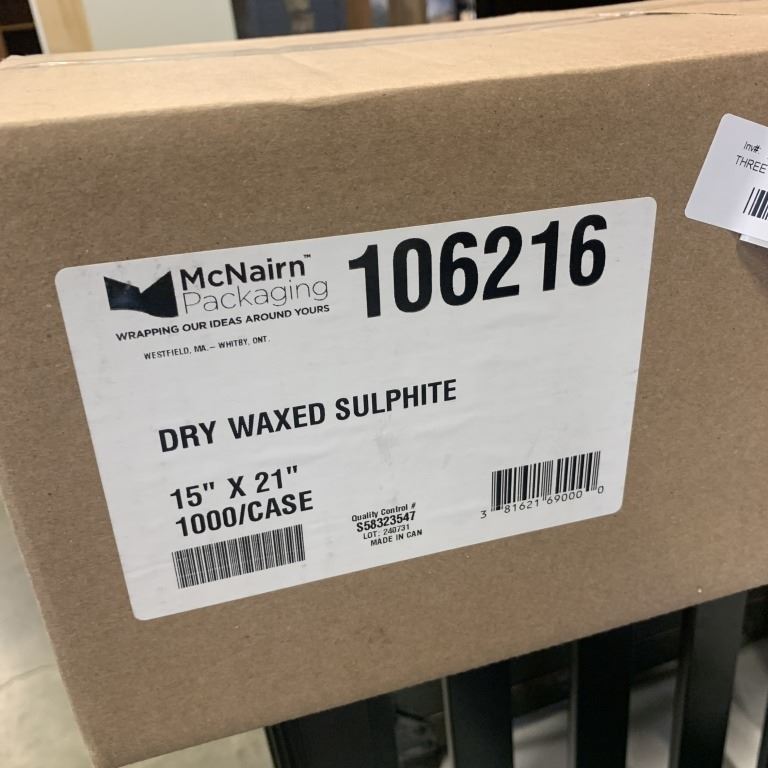 McNairn™
Packaging
WRAPPING OUR IDEAS AROUND YOURS
WESTFIELD, MA. – WHITBY, ONT.
106216
DRY WAXED SULPHITE
15" X 21"
1000/CASE
Quality Control #
S58323547
LOT: 240731
MADE IN CAN
3 81621 69000 0
Inv#:
THREE